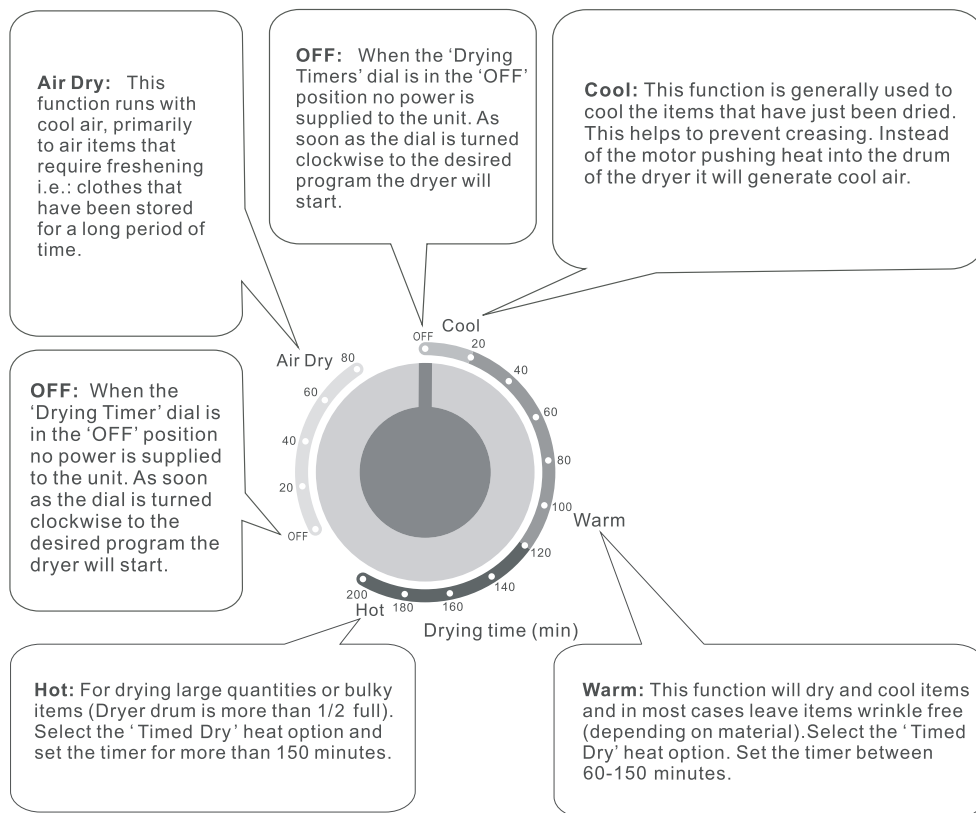 Air Dry: This
function runs with
cool air, primarily
to air items that
require freshening
i.e.: clothes that
have been stored
for a long period of
time.
OFF: When the ‘Drying
Timers’ dial is in the ‘OFF’
position no power is
supplied to the unit. As
soon as the dial is turned
clockwise to the desired
program the dryer will
start.
Cool: This function is generally used to
cool the items that have just been dried.
This helps to prevent creasing. Instead
of the motor pushing heat into the drum
of the dryer it will generate cool air.
OFF: When the
‘Drying Timer’ dial is
in the ‘OFF’ position
no power is supplied
to the unit. As soon
as the dial is turned
clockwise to the
desired program the
dryer will start.
Air Dry
80
60
40
20
OFF
OFF
Cool
20
40
60
80
100
Warm
120
140
160
180
200
Hot
Drying time (min)
Hot: For drying large quantities or bulky
items (Dryer drum is more than 1/2 full).
Select the ‘ Timed Dry’ heat option and
set the timer for more than 150 minutes.
Warm: This function will dry and cool items
and in most cases leave items wrinkle free
(depending on material).Select the ‘ Timed
Dry’ heat option. Set the timer between
60-150 minutes.